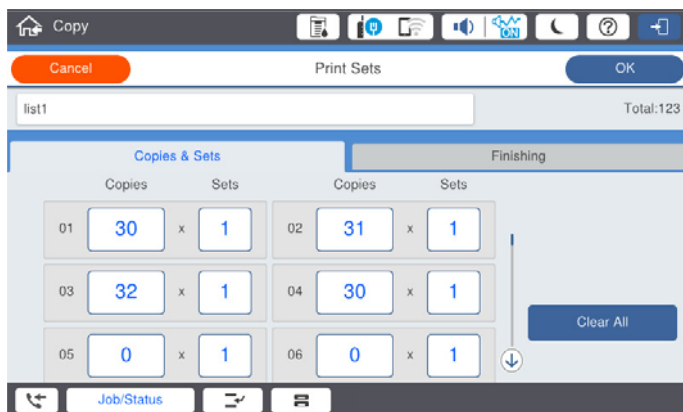 Copy
ON
Cancel Print Sets OK
list1 Total:123
Copies & Sets Finishing
Copies Sets Copies Sets
01 30 x 1 02 31 x 1
03 32 x 1 04 30 x 1
Clear All
05 0 x 1 06 0 x 1
Job/Status